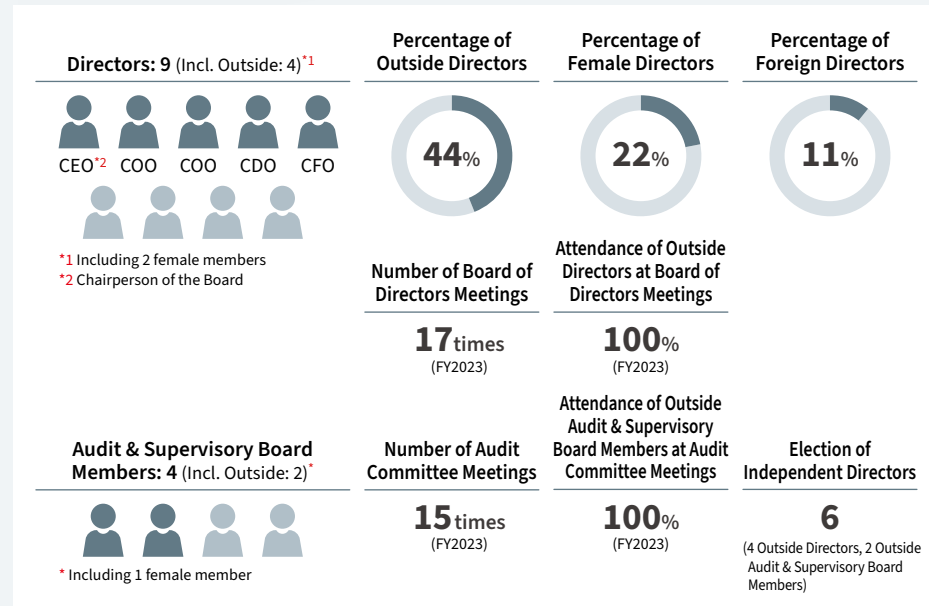 Directors: 9 (Incl. Outside: 4)*1
CEO*2 COO COO CDO CFO
*1 Including 2 female members
*2 Chairperson of the Board
Percentage of
Outside Directors
44%
Percentage of
Female Directors
22%
Percentage of
Foreign Directors
11%
Number of Board of
Directors Meetings
17 times
(FY2023)
Attendance of Outside
Directors at Board of
Directors Meetings
100%
(FY2023)
Audit & Supervisory Board
Members: 4 (Incl. Outside: 2)*
* Including 1 female member
Number of Audit
Committee Meetings
15 times
(FY2023)
Attendance of Outside
Audit & Supervisory
Board Members at Audit
Committee Meetings
100%
(FY2023)
Election of
Independent Directors
6
(4 Outside Directors, 2 Outside
Audit & Supervisory Board
Members)